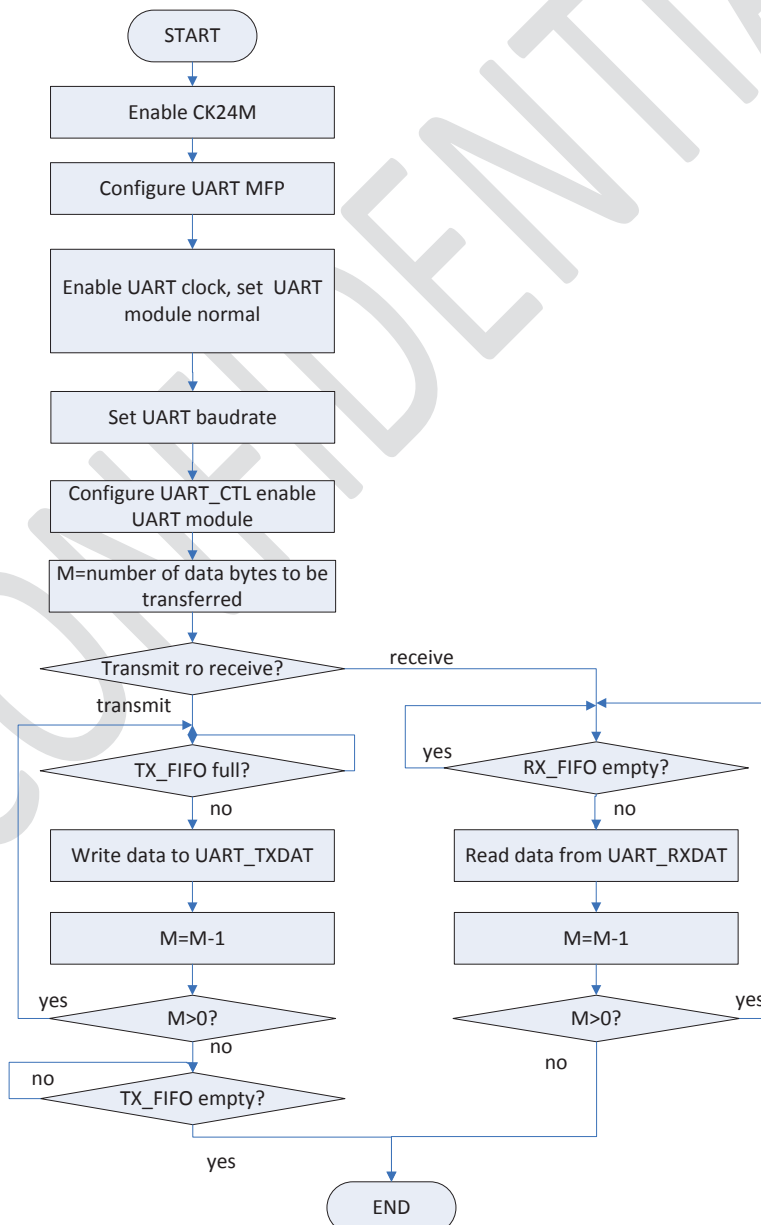 START
Enable CK24M
Configure UART MFP
Enable UART clock, set  UART
module normal
Set UART baudrate
Configure UART_CTL enable
UART module
M=number of data bytes to be
transferred
Transmit ro receive?
receive
transmit
TX_FIFO full?
yes
RX_FIFO empty?
no
no
Write data to UART_TXDAT
Read data from UART_RXDAT
M=M-1
M=M-1
yes
M>0?
M>0?
yes
no
no
no
TX_FIFO empty?
yes
END
CONFIDENTIA